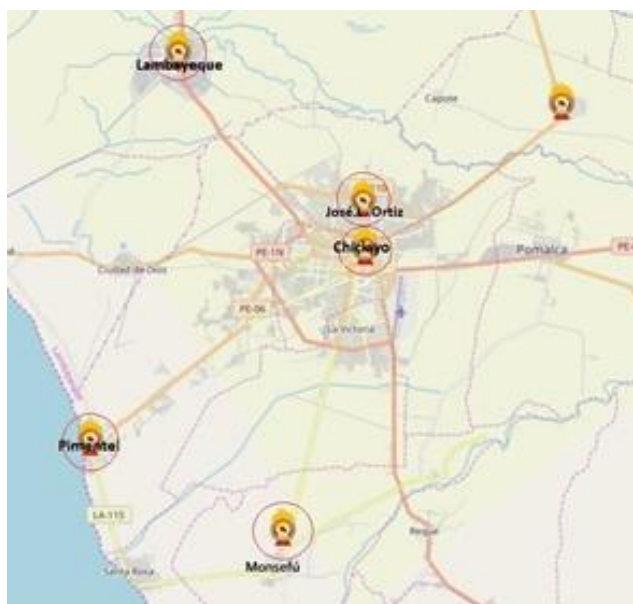 Lambayeque
Capote
José L. Ortiz
Chiclayo
PE-1N
Pomalca
Ciudad de Dios
PE-06
La Victoria
Pimentel
LA-115
Reque
Monsefú
Santa Rosa